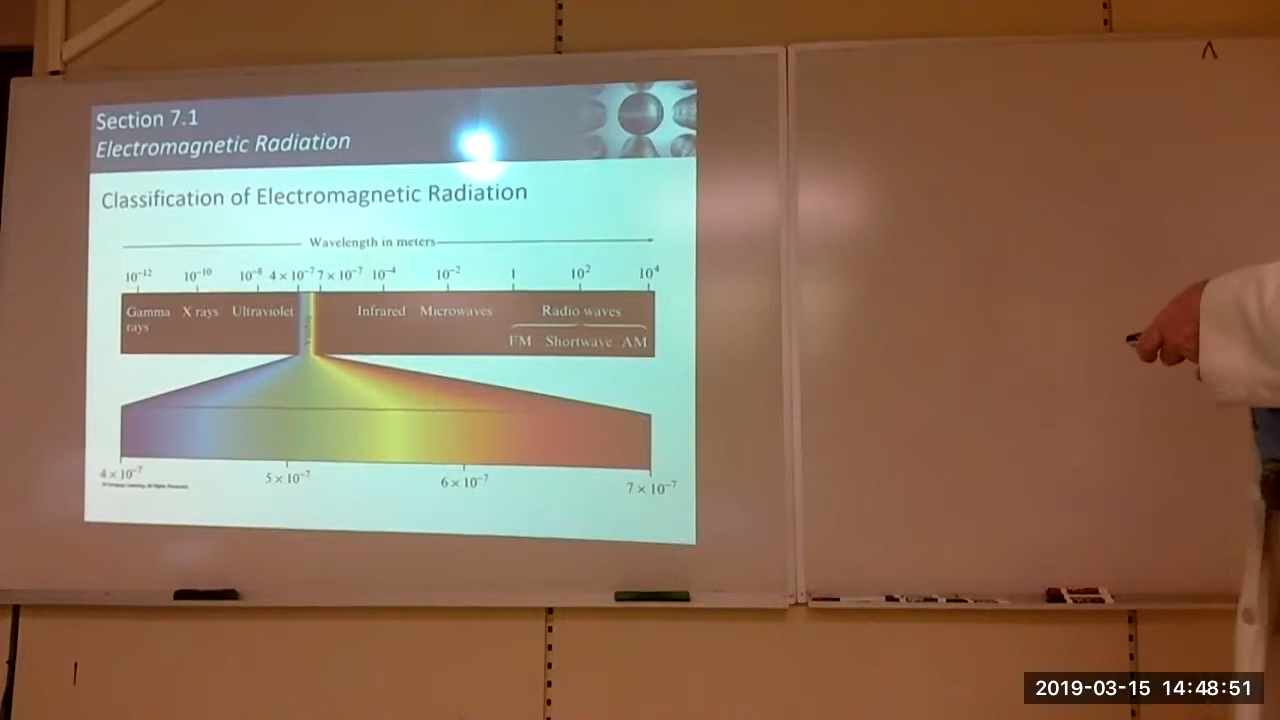 Section 7.1
Electromagnetic Radiation
Classification of Electromagnetic Radiation
Wavelength in meters
10⁻¹² 10⁻¹⁰ 10⁻⁸ 4 × 10⁻⁷ 7 × 10⁻⁷ 10⁻⁴ 10⁻² 1 10² 10⁴
Gamma rays X rays Ultraviolet Infrared Microwaves Radio waves
FM Shortwave AM
4 × 10⁻⁷ 5 × 10⁻⁷ 6 × 10⁻⁷ 7 × 10⁻⁷
2019-03-15 14:48:51